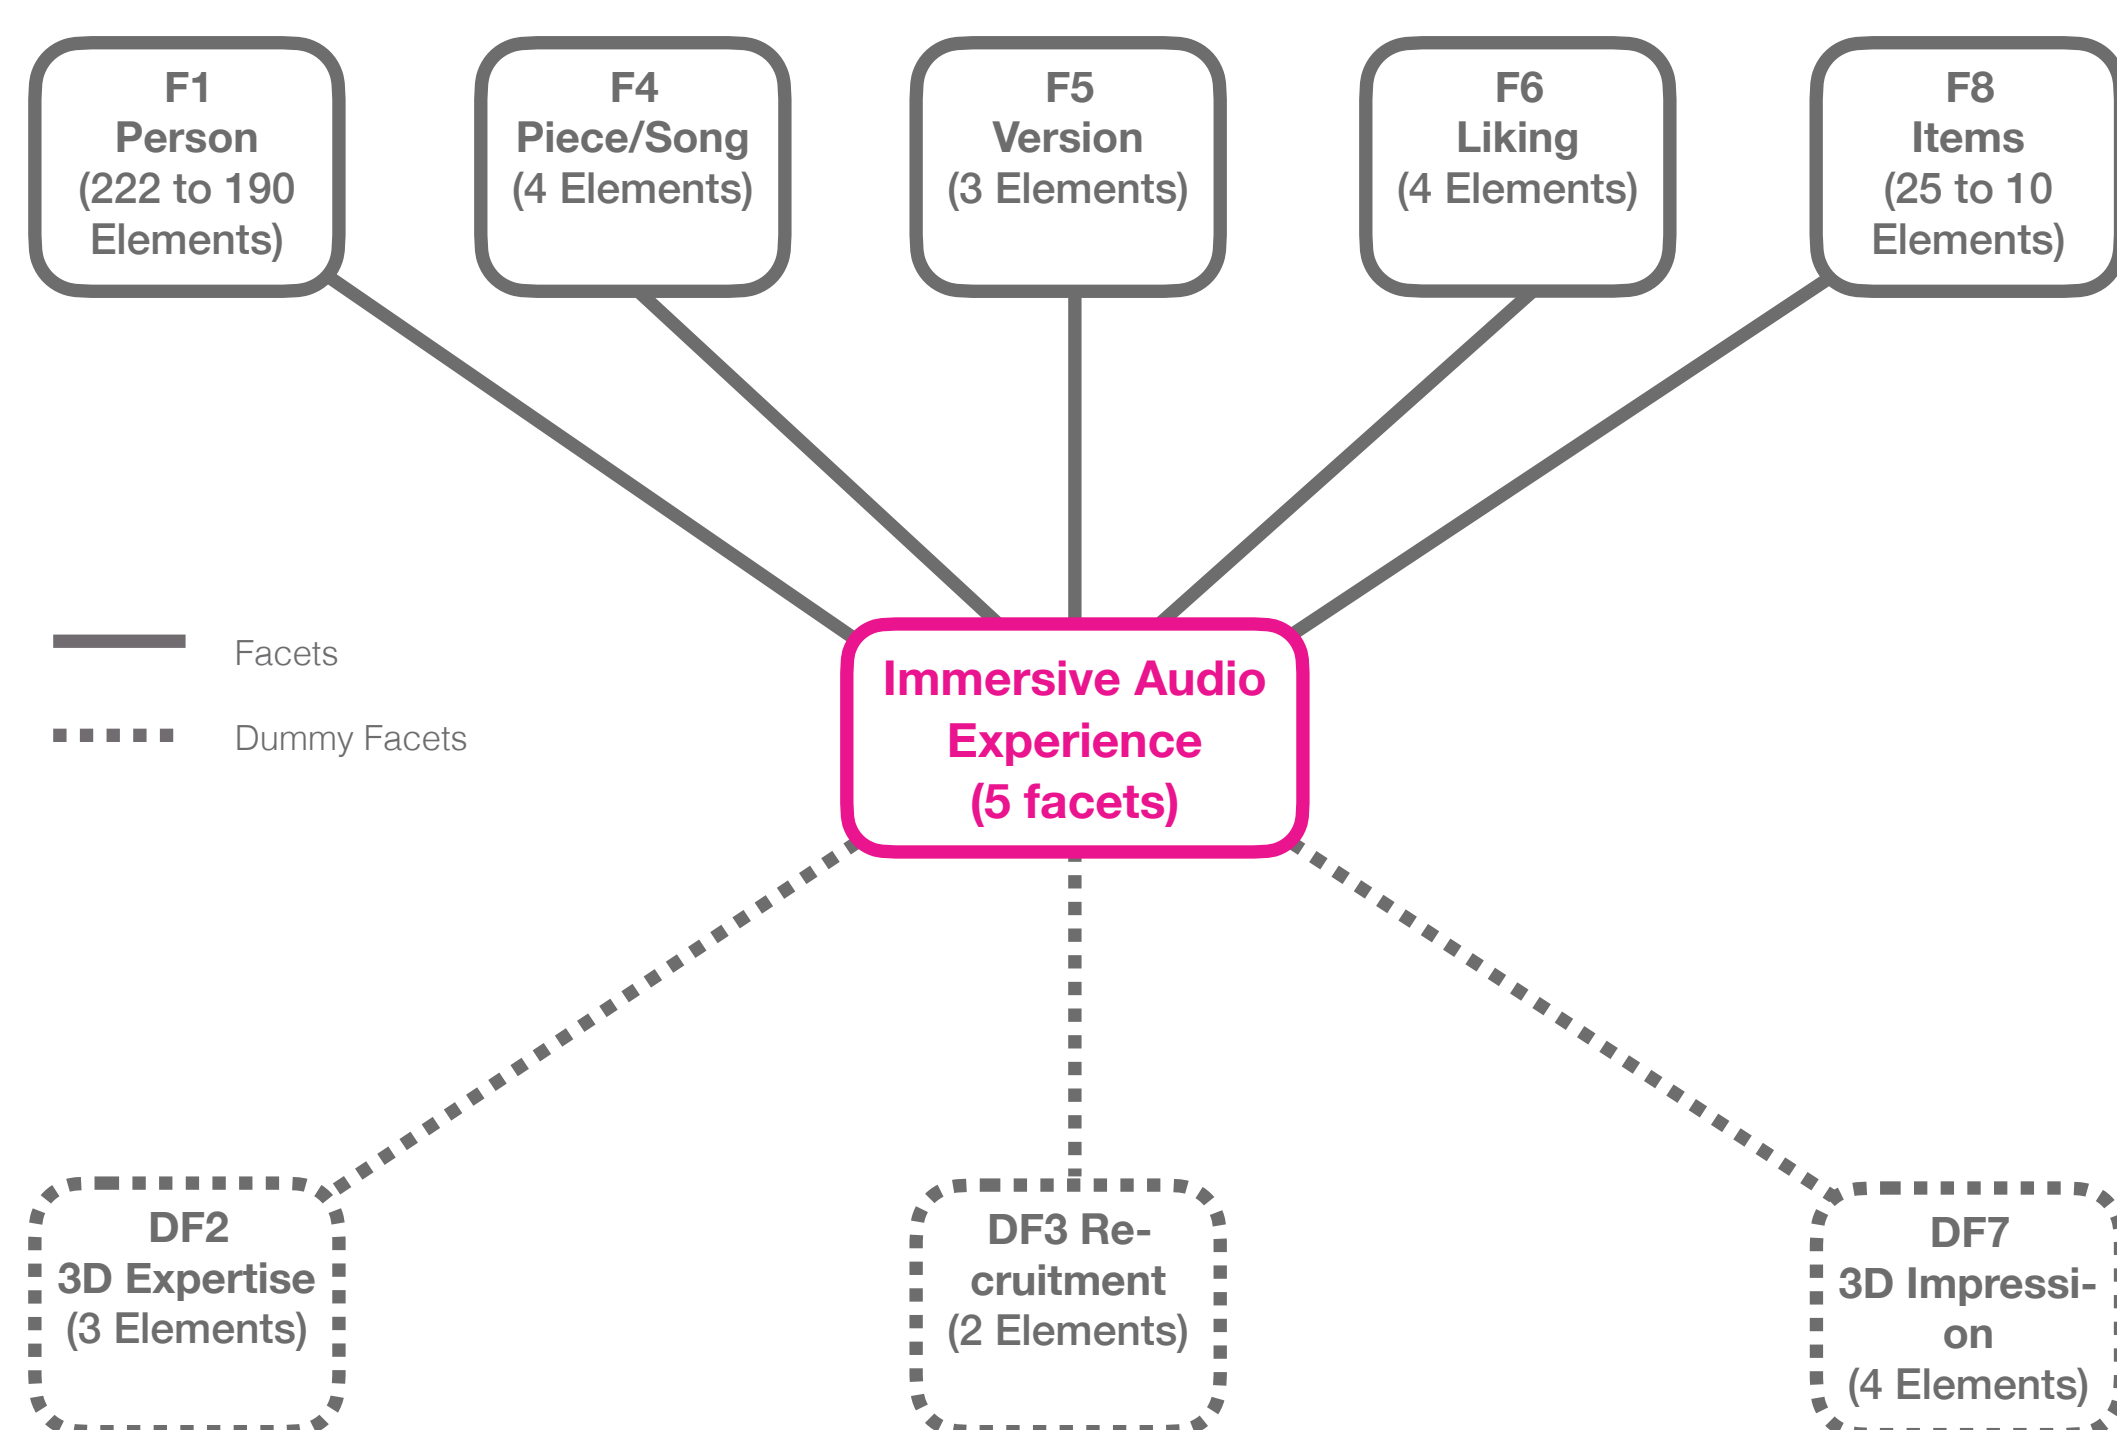 F1
Person
(222 to 190
Elements)
F4
Piece/Song
(4 Elements)
F5
Version
(3 Elements)
F6
Liking
(4 Elements)
F8
Items
(25 to 10
Elements)
Facets
Dummy Facets
Immersive Audio
Experience
(5 facets)
DF2
3D Expertise
(3 Elements)
DF3 Re-
cruitment
(2 Elements)
DF7
3D Impressi-
on
(4 Elements)